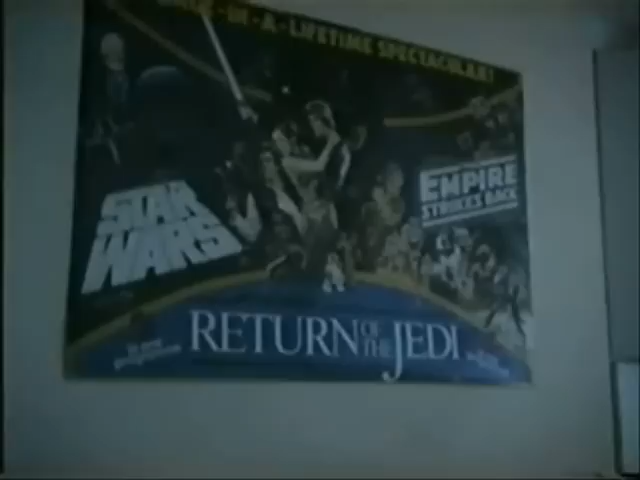 -IN-A-LIFETIME SPECTACULAR!
STAR
WARS
EMPIRE
STRIKES BACK
RETURN OF THE JEDI